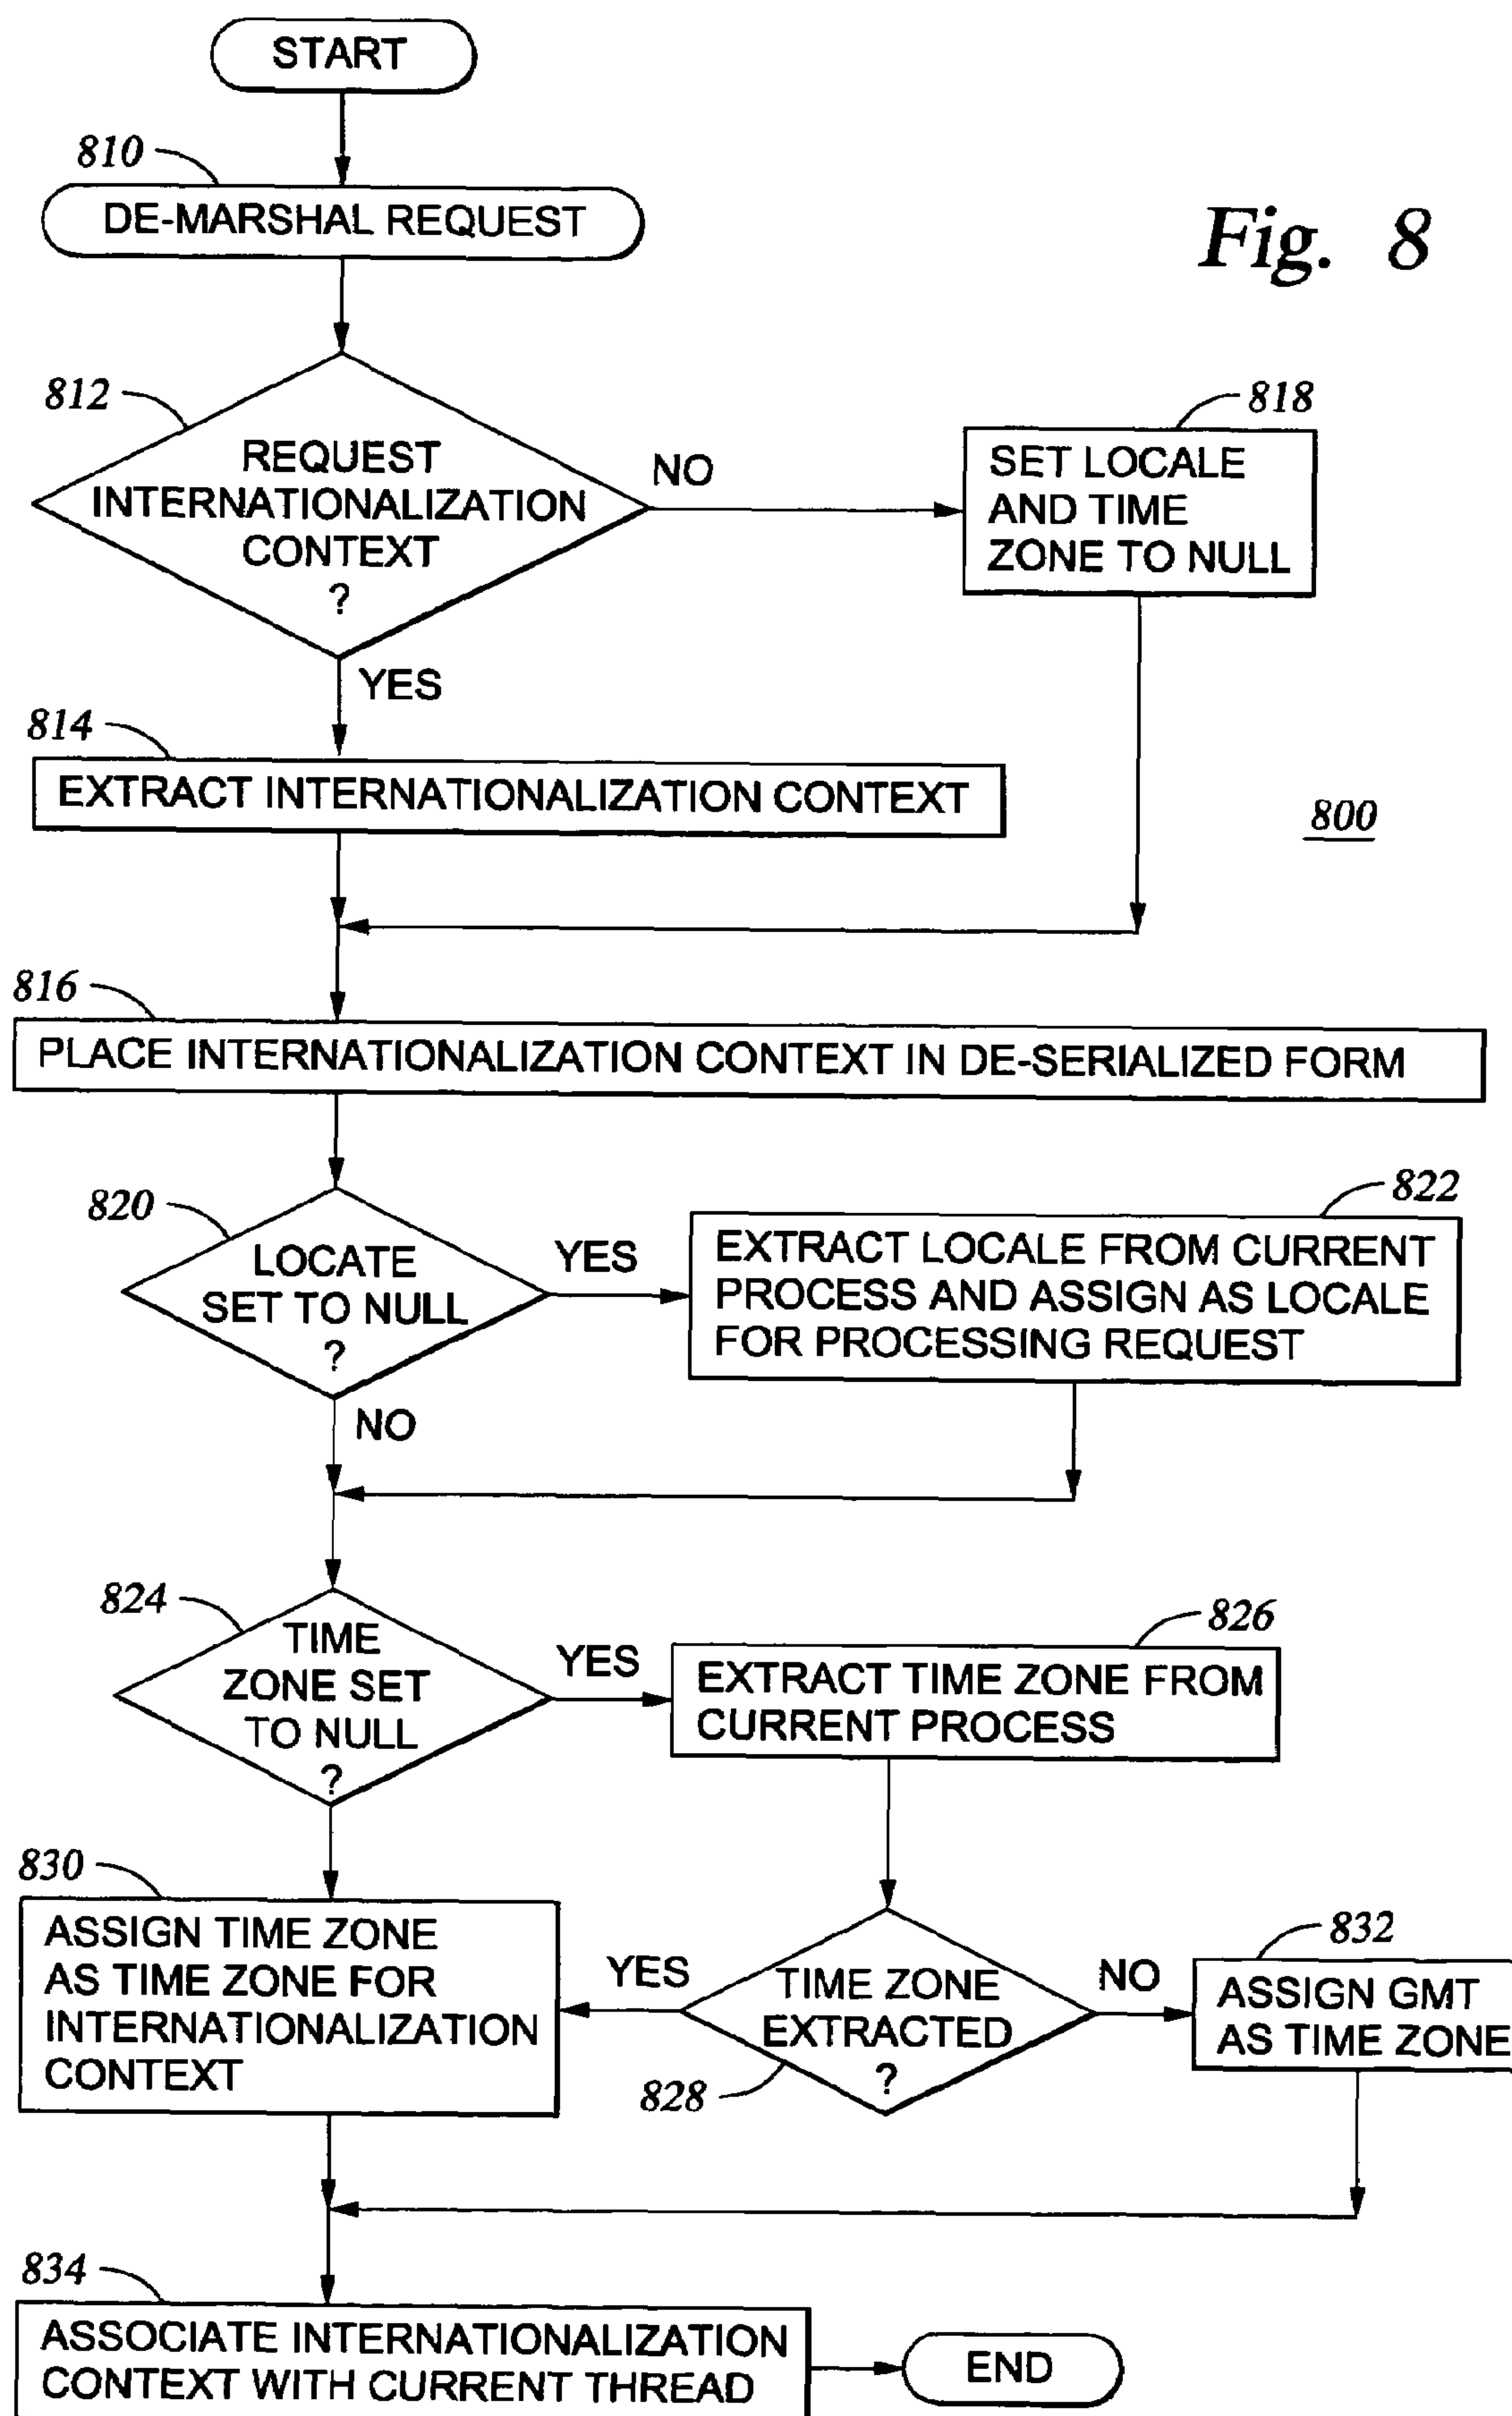 START
810
DE-MARSHAL REQUEST
Fig. 8
812
REQUEST
INTERNATIONALIZATION
CONTEXT
?
NO
818
SET LOCALE
AND TIME
ZONE TO NULL
YES
814
EXTRACT INTERNATIONALIZATION CONTEXT
800
816
PLACE INTERNATIONALIZATION CONTEXT IN DE-SERIALIZED FORM
820
LOCATE
SET TO NULL
?
YES
822
EXTRACT LOCALE FROM CURRENT
PROCESS AND ASSIGN AS LOCALE
FOR PROCESSING REQUEST
NO
824
TIME
ZONE SET
TO NULL
?
YES
826
EXTRACT TIME ZONE FROM
CURRENT PROCESS
830
ASSIGN TIME ZONE
AS TIME ZONE FOR
INTERNATIONALIZATION
CONTEXT
YES
TIME ZONE
EXTRACTED
?
828
NO
832
ASSIGN GMT
AS TIME ZONE
834
ASSOCIATE INTERNATIONALIZATION
CONTEXT WITH CURRENT THREAD
END